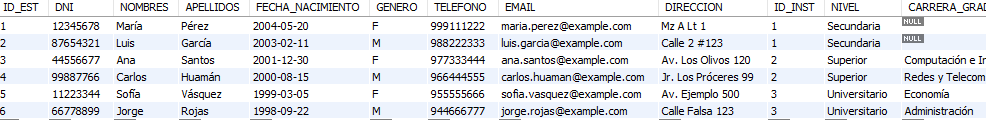 ID_EST DNI NOMBRES APELLIDOS FECHA_NACIMIENTO GENERO TELEFONO EMAIL DIRECCION ID_INST NIVEL CARRERA_GRAD
1 12345678 María Pérez 2004-05-20 F 999111222 maria.perez@example.com Mz A Lt 1 1 Secundaria NULL
2 87654321 Luis García 2003-02-11 M 988222333 luis.garcia@example.com Calle 2 #123 1 Secundaria NULL
3 44556677 Ana Santos 2001-12-30 F 977333444 ana.santos@example.com Av. Los Olivos 120 2 Superior Computación e In
4 99887766 Carlos Huamán 2000-08-15 M 966444555 carlos.huaman@example.com Jr. Los Próceres 99 2 Superior Redes y Telecom
5 11223344 Sofía Vásquez 1999-03-05 F 955555666 sofia.vasquez@example.com Av. Ejemplo 500 3 Universitario Economía
6 66778899 Jorge Rojas 1998-09-22 M 944666777 jorge.rojas@example.com Calle Falsa 123 3 Universitario Administración